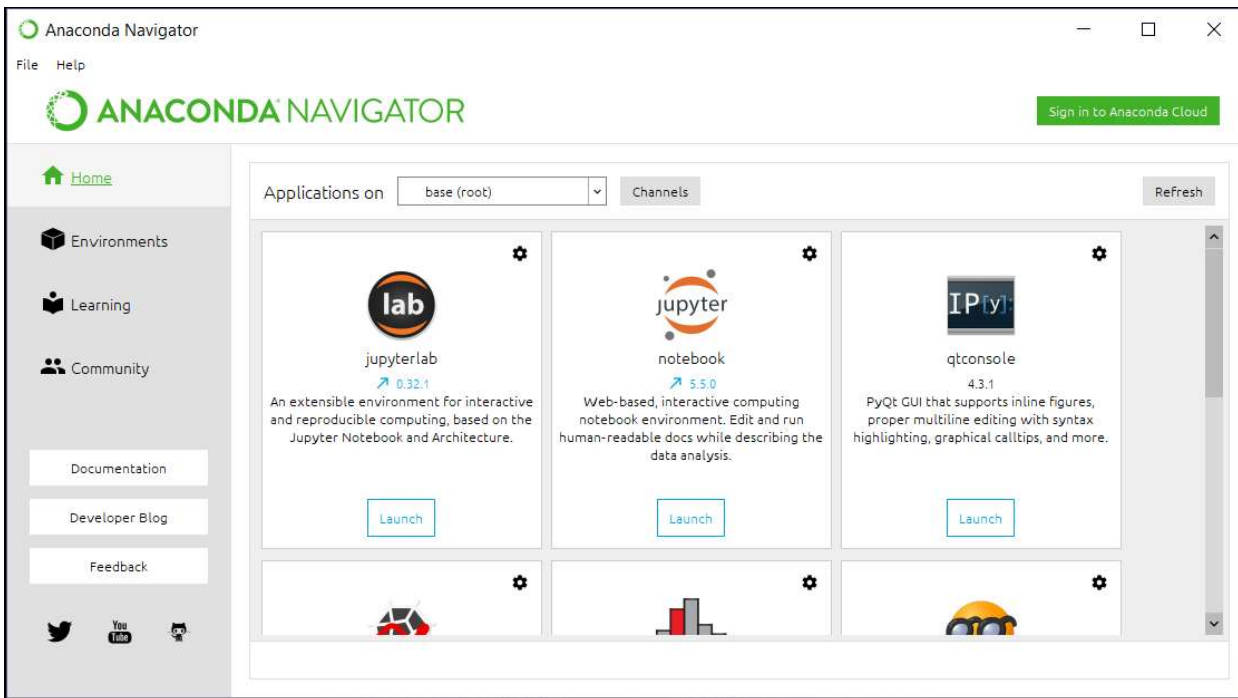 Anaconda Navigator
File Help
ANACONDA NAVIGATOR
Sign in to Anaconda Cloud
Home
Environments
Learning
Community
Documentation
Developer Blog
Feedback
You
Tube
Applications on base (root) Channels Refresh
lab
jupyterlab
0.32.1
An extensible environment for interactive
and reproducible computing, based on the
Jupyter Notebook and Architecture.
Launch
jupyter
notebook
5.5.0
Web-based, interactive computing
notebook environment. Edit and run
human-readable docs while describing the
data analysis.
Launch
IP[y]:
qtconsole
4.3.1
PyQt GUI that supports inline figures,
proper multiline editing with syntax
highlighting, graphical calltips, and more.
Launch